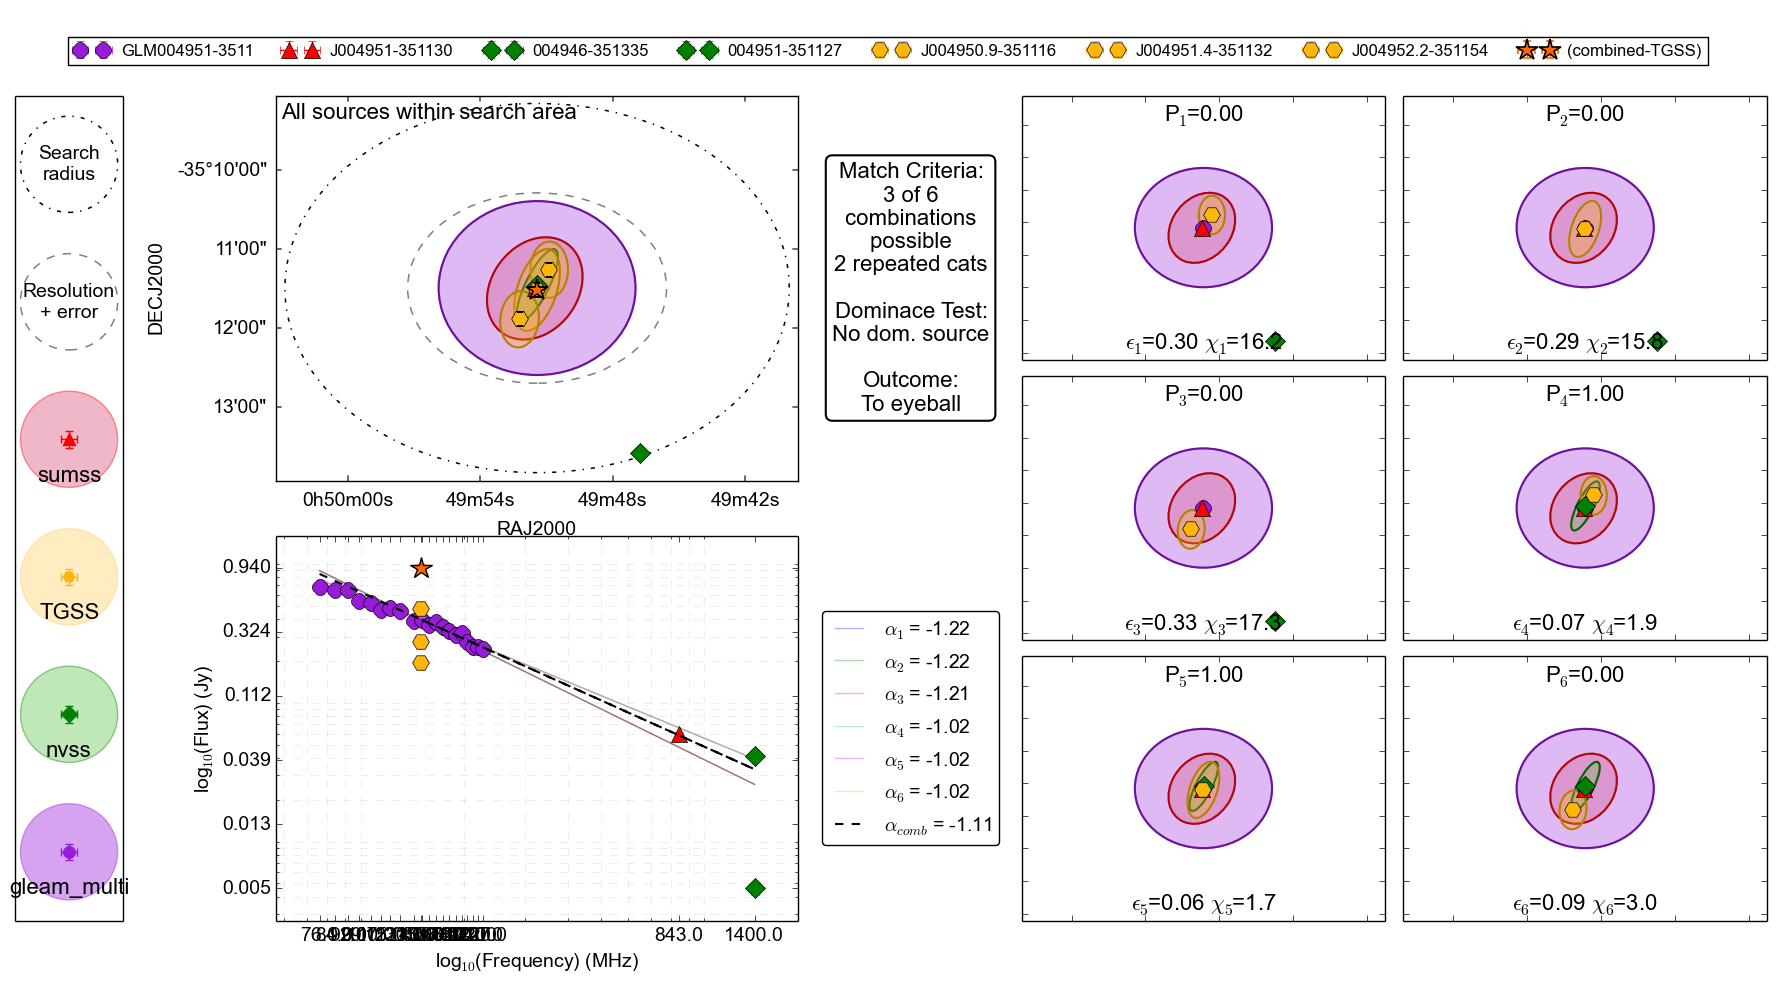 GLM004951-3511 J004951-351130 004946-351335 004951-351127 J004950.9-351116 J004951.4-351132 J004952.2-351154 (combined-TGSS)
Search
radius
Resolution
+ error
sumss
TGSS
nvss
gleam_multi
All sources within search area
DECJ2000
-35°10'00"
11'00"
12'00"
13'00"
0h50m00s 49m54s 49m48s 49m42s
RAJ2000
log10(Flux) (Jy)
0.940
0.324
0.112
0.039
0.013
0.005
843.0 1400.0
log10(Frequency) (MHz)
Match Criteria:
3 of 6
combinations
possible
2 repeated cats
Dominace Test:
No dom. source
Outcome:
To eyeball
α1 = -1.22
α2 = -1.22
α3 = -1.21
α4 = -1.02
α5 = -1.02
α6 = -1.02
αcomb = -1.11
P1=0.00
ϵ1=0.30 χ1=16.
P2=0.00
ϵ2=0.29 χ2=15.
P3=0.00
ϵ3=0.33 χ3=17.
P4=1.00
ϵ4=0.07 χ4=1.9
P5=1.00
ϵ5=0.06 χ5=1.7
P6=0.00
ϵ6=0.09 χ6=3.0